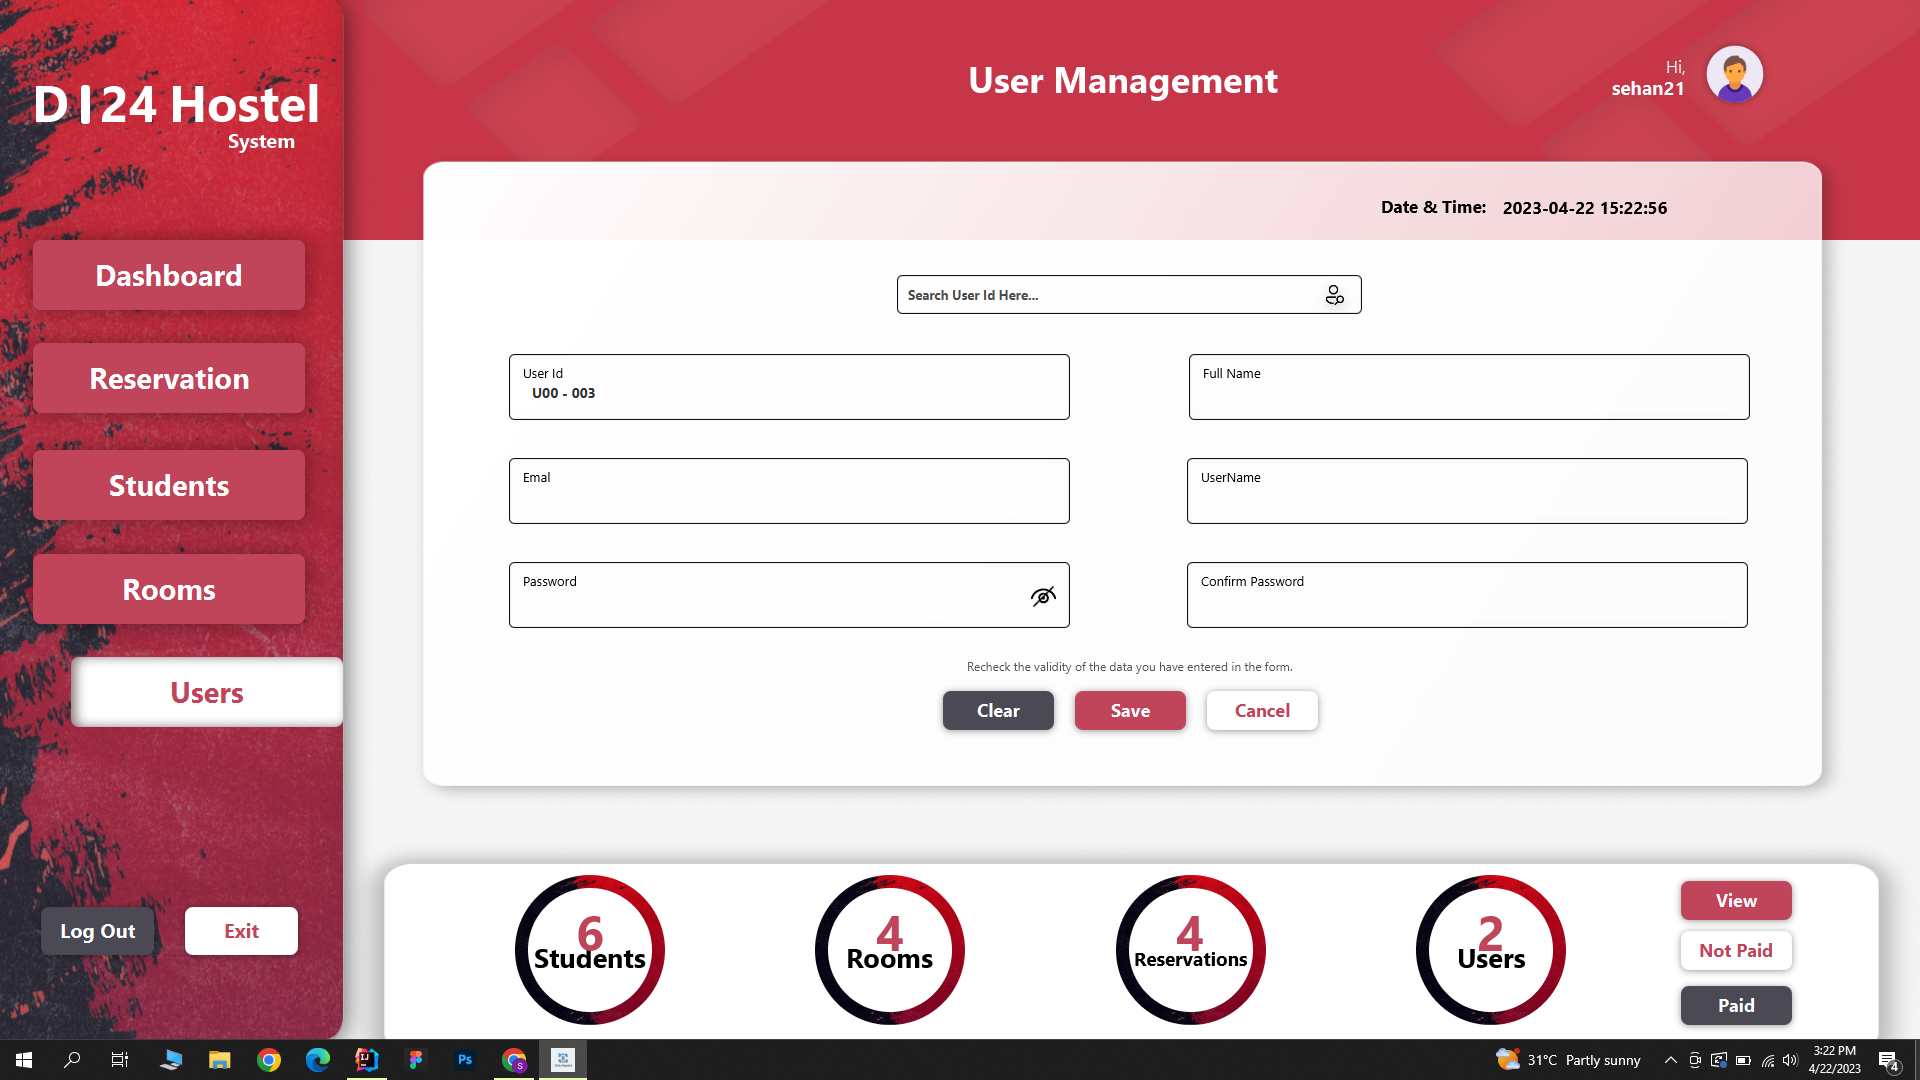 D|24 Hostel
System
Dashboard
Reservation
Students
Rooms
Users
Log Out
Exit
User Management
Hi,
sehan21
Date & Time: 2023-04-22 15:22:56
Search User Id Here...
User Id
U00 - 003
Full Name
Emal
UserName
Password
Confirm Password
Recheck the validity of the data you have entered in the form.
Clear
Save
Cancel
6
Students
4
Rooms
4
Reservations
2
Users
View
Not Paid
Paid
31°C Partly sunny
3:22 PM
4/22/2023
4